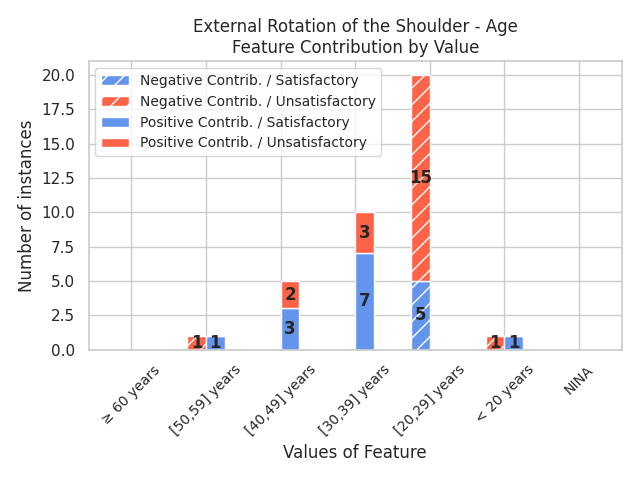 External Rotation of the Shoulder - Age
Feature Contribution by Value
Negative Contrib. / Satisfactory
Negative Contrib. / Unsatisfactory
Positive Contrib. / Satisfactory
Positive Contrib. / Unsatisfactory
Number of instances
20.0
17.5
15.0
12.5
10.0
7.5
5.0
2.5
0.0
1 1
3
2
7
3
5
15
1 1
≥ 60 years
[50,59] years
[40,49] years
[30,39] years
[20,29] years
< 20 years
NINA
Values of Feature